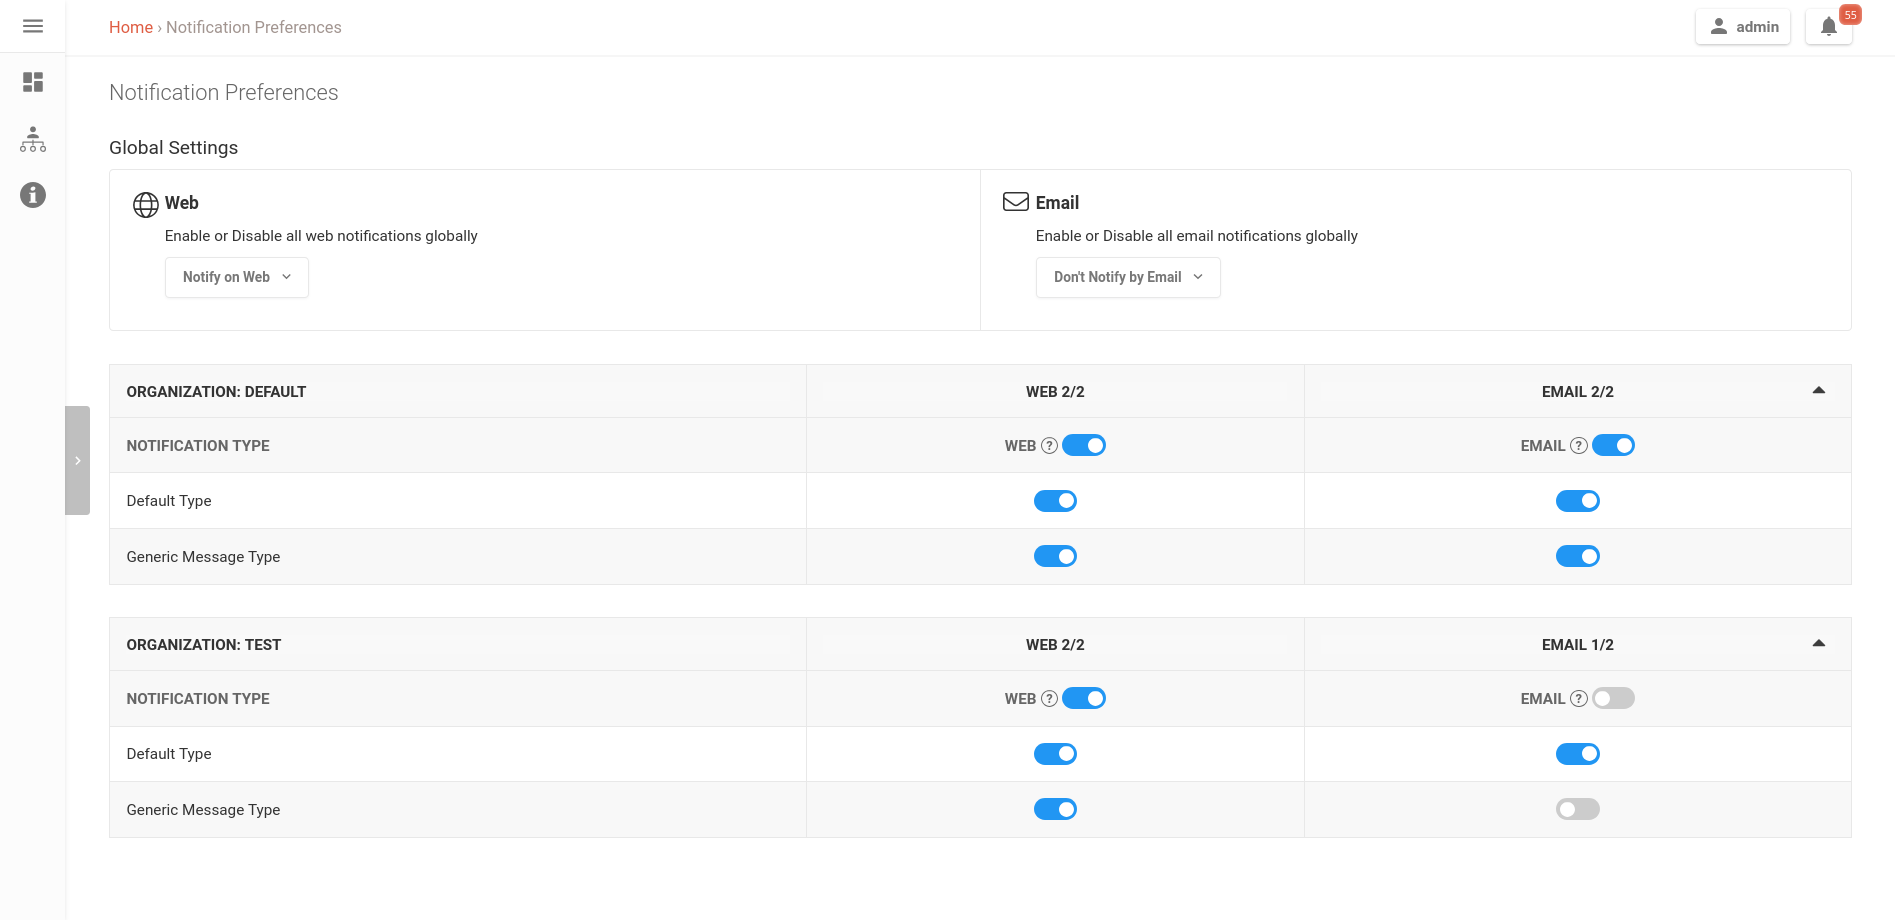 Home › Notification Preferences
admin
55
Notification Preferences
Global Settings
Web
Enable or Disable all web notifications globally
Notify on Web
Email
Enable or Disable all email notifications globally
Don't Notify by Email
ORGANIZATION: DEFAULT WEB 2/2 EMAIL 2/2
NOTIFICATION TYPE WEB ? EMAIL ?
Default Type
Generic Message Type
ORGANIZATION: TEST WEB 2/2 EMAIL 1/2
NOTIFICATION TYPE WEB ? EMAIL ?
Default Type
Generic Message Type